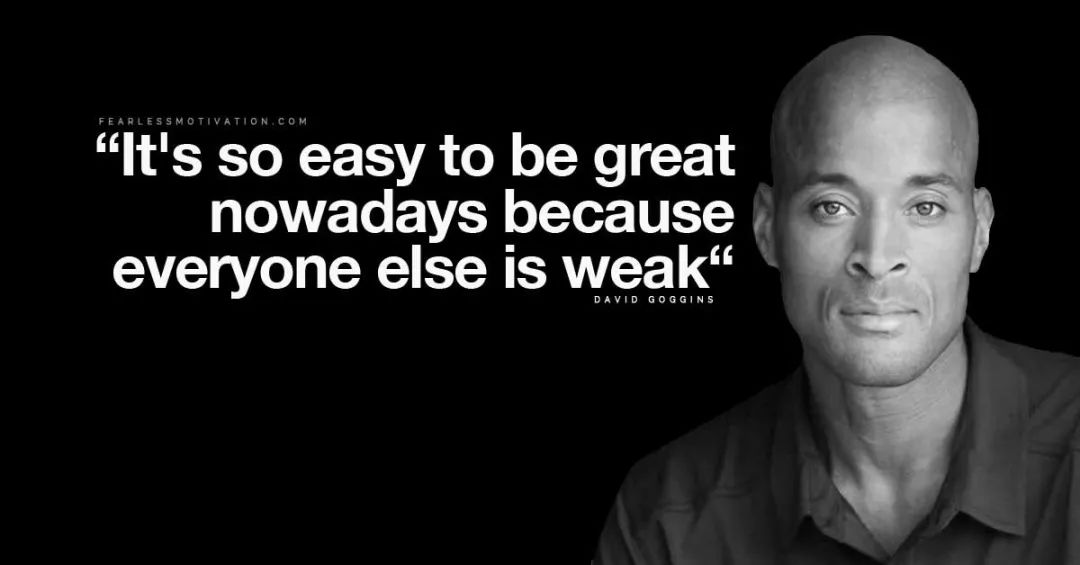 FEARLESSMOTIVATION.COM
“It's so easy to be great
nowadays because
everyone else is weak“
DAVID GOGGINS